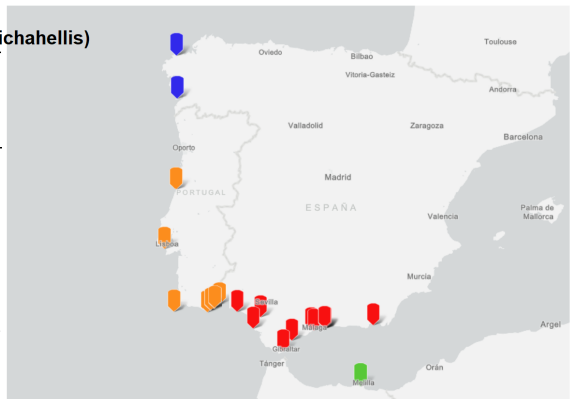 ichahellis)
Toulouse
Oviedo
Bilbao
Vitoria-Gasteiz
Andorra
Valladolid
Zaragoza
Barcelona
Oporto
Madrid
PORTUGAL
ESPAÑA
Palma de
Mallorca
Valencia
Lisboa
Murcia
Sevilla
Málaga
Argel
Gibraltar
Tánger
Orán
Melilla